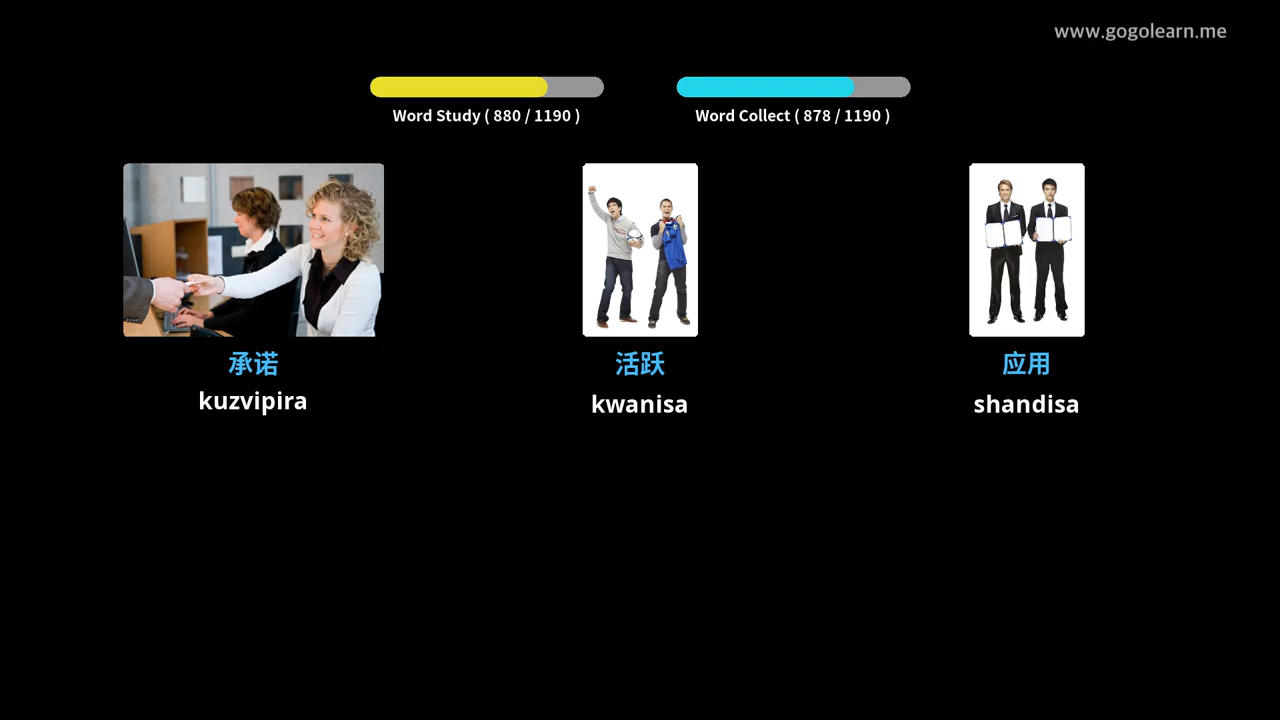 www.gogolearn.me
Word Study ( 880 / 1190 )
Word Collect ( 878 / 1190 )
承诺
活跃
应用
kuzvipira
kwanisa
shandisa